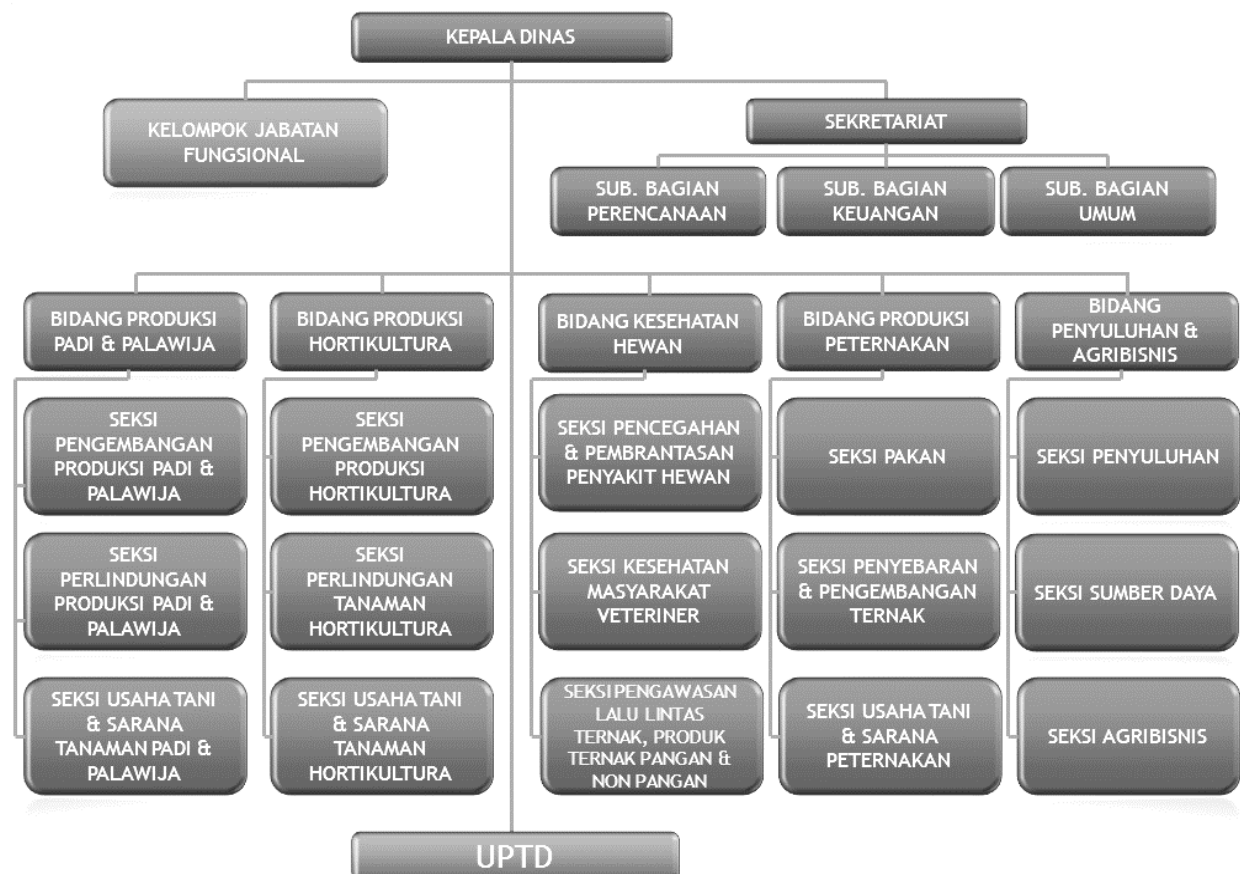 KEPALA DINAS
KELOMPOK JABATAN
FUNGSIONAL
SEKRETARIAT
SUB. BAGIAN
PERENCANAAN
SUB. BAGIAN
KEUANGAN
SUB. BAGIAN
UMUM
BIDANG PRODUKSI
PADI & PALAWIJA
BIDANG PRODUKSI
HORTIKULTURA
BIDANG KESEHATAN
HEWAN
BIDANG PRODUKSI
PETERNAKAN
BIDANG
PENYULUHAN &
AGRIBISNIS
SEKSI
PENGEMBANGAN
PRODUKSI PADI &
PALAWIJA
SEKSI
PENGEMBANGAN
PRODUKSI
HORTIKULTURA
SEKSI PENCEGAHAN
& PEMBRANTASAN
PENYAKIT HEWAN
SEKSI PAKAN
SEKSI PENYULUHAN
SEKSI
PERLINDUNGAN
PRODUKSI PADI &
PALAWIJA
SEKSI
PERLINDUNGAN
TANAMAN
HORTIKULTURA
SEKSI KESEHATAN
MASYARAKAT
VETERINER
SEKSI PENYEBARAN
& PENGEMBANGAN
TERNAK
SEKSI SUMBER DAYA
SEKSI USAHA TANI
& SARANA
TANAMAN PADI &
PALAWIJA
SEKSI USAHA TANI
& SARANA
TANAMAN
HORTIKULTURA
SEKSI PENGAWASAN
LALU LINTAS
TERNAK, PRODUK
TERNAK PANGAN &
NON PANGAN
SEKSI USAHA TANI
& SARANA
PETERNAKAN
SEKSI AGRIBISNIS
UPTD